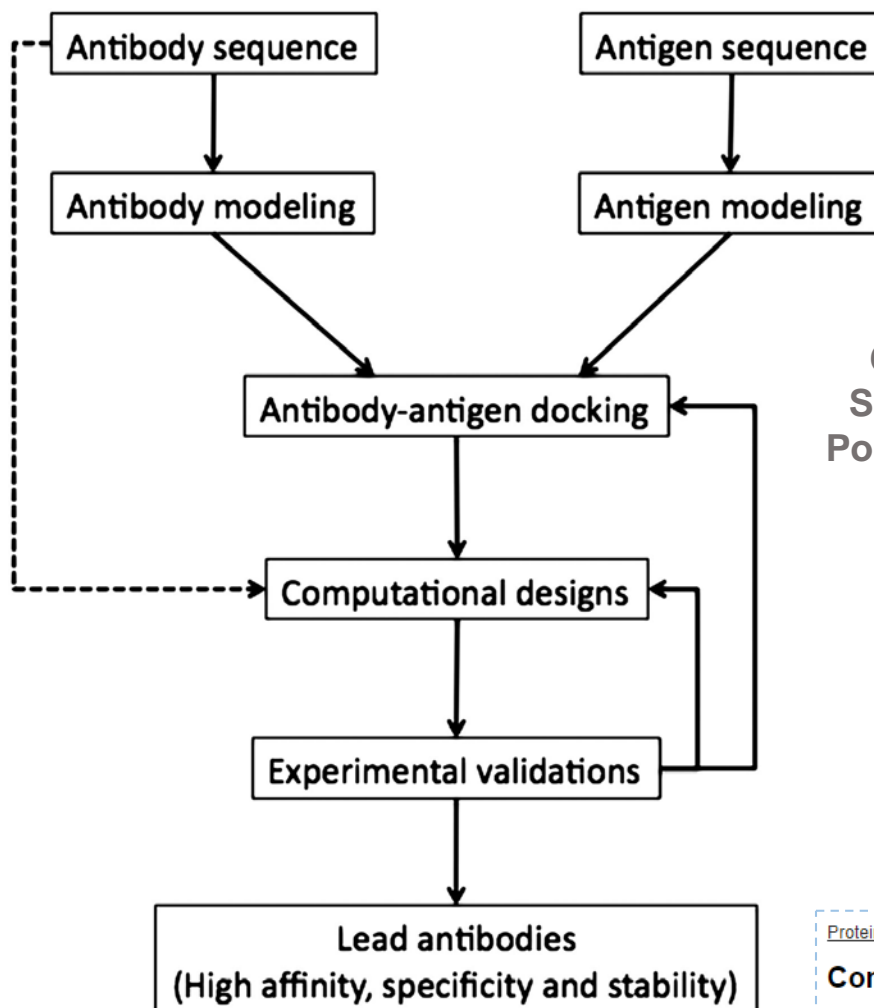 Antibody sequence
Antigen sequence
Antibody modeling
Antigen modeling
Antibody-antigen docking
Computational designs
Experimental validations
Lead antibodies
(High affinity, specificity and stability)